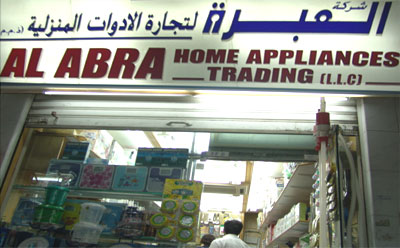 شركة
العبرة لتجارة الادوات المنزلية (ذ.م.م)
AL ABRA HOME APPLIANCES
TRADING (L.L.C)